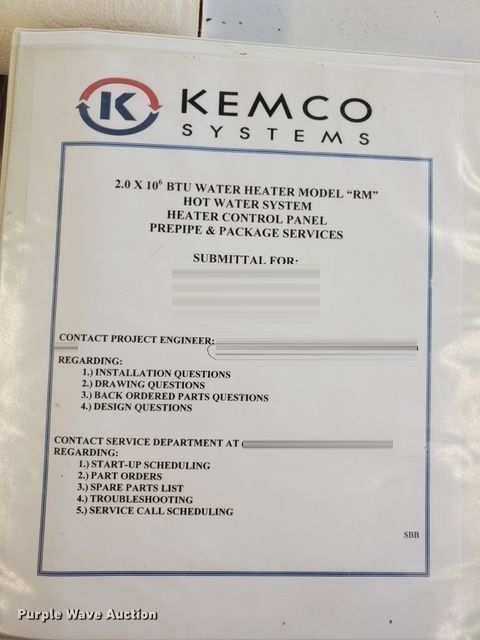 K KEMCO
SYSTEMS
2.0 X 10⁶ BTU WATER HEATER MODEL “RM”
HOT WATER SYSTEM
HEATER CONTROL PANEL
PREPIPE & PACKAGE SERVICES
SUBMITTAL FOR:
CONTACT PROJECT ENGINEER:
REGARDING:
1.) INSTALLATION QUESTIONS
2.) DRAWING QUESTIONS
3.) BACK ORDERED PARTS QUESTIONS
4.) DESIGN QUESTIONS
CONTACT SERVICE DEPARTMENT AT (
REGARDING:
1.) START-UP SCHEDULING
2.) PART ORDERS
3.) SPARE PARTS LIST
4.) TROUBLESHOOTING
5.) SERVICE CALL SCHEDULING
SBB
Purple Wave Auction